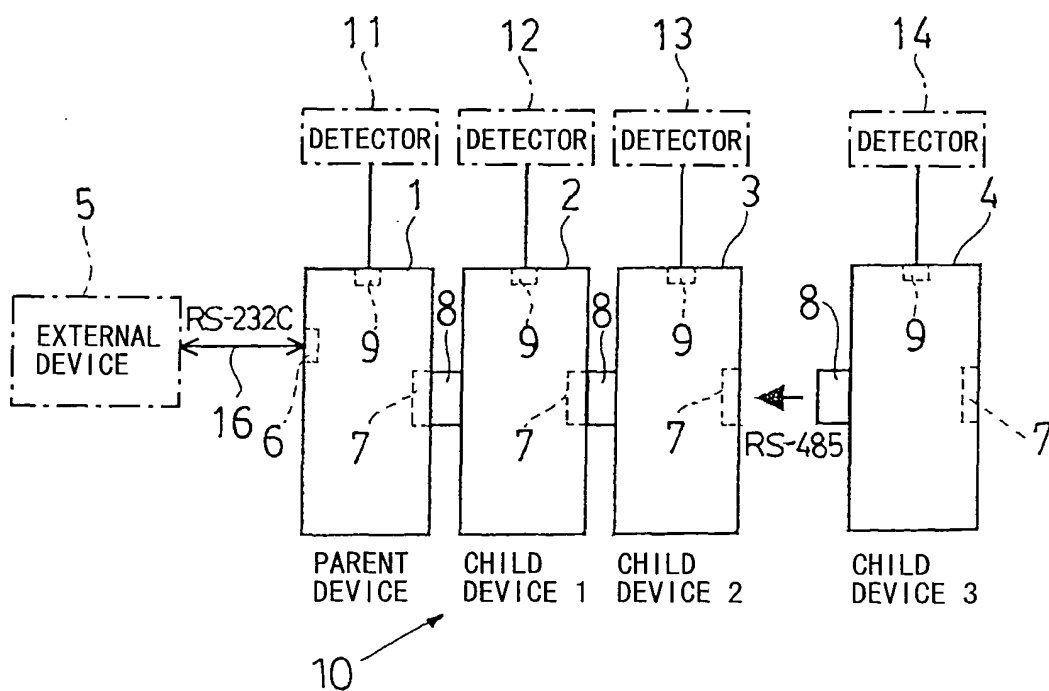 11 12 13 14
DETECTOR DETECTOR DETECTOR DETECTOR
5 1 2 3 4
EXTERNAL
DEVICE
RS-232C
9 8 9 8 9 8 9
16 6 7 7 7 RS-485 7
PARENT
DEVICE
CHILD
DEVICE 1
CHILD
DEVICE 2
CHILD
DEVICE 3
10